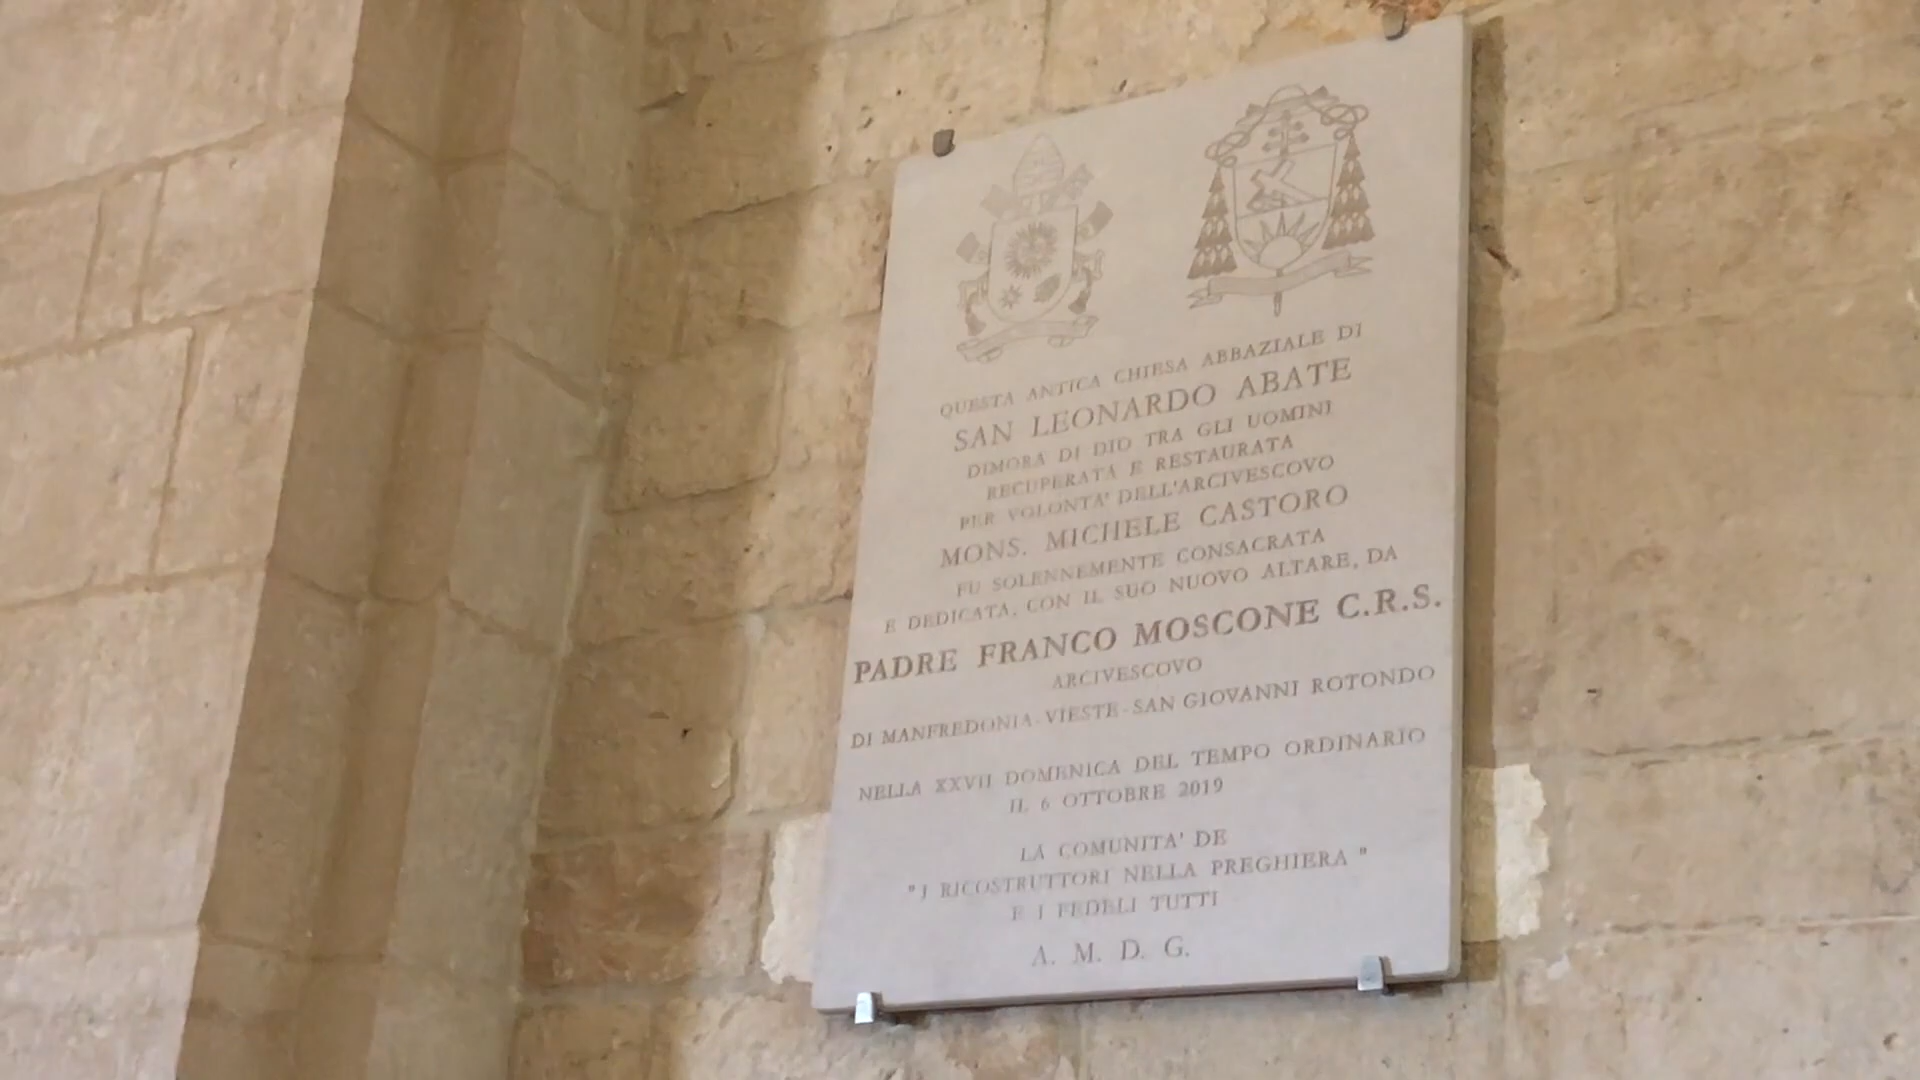 QUESTA ANTICA CHIESA ABBAZIALE DI
SAN LEONARDO ABATE
DIMORA DI DIO TRA GLI UOMINI
RECUPERATA E RESTAURATA
PER VOLONTA' DELL'ARCIVESCOVO
MONS. MICHELE CASTORO
FU SOLENNEMENTE CONSACRATA
E DEDICATA, CON IL SUO NUOVO ALTARE, DA
PADRE FRANCO MOSCONE C.R.S.
ARCIVESCOVO
DI MANFREDONIA-VIESTE-SAN GIOVANNI ROTONDO
NELLA XXVII DOMENICA DEL TEMPO ORDINARIO
IL 6 OTTOBRE 2019
LA COMUNITA' DE
"I RICOSTRUTTORI NELLA PREGHIERA"
E I FEDELI TUTTI
A. M. D. G.